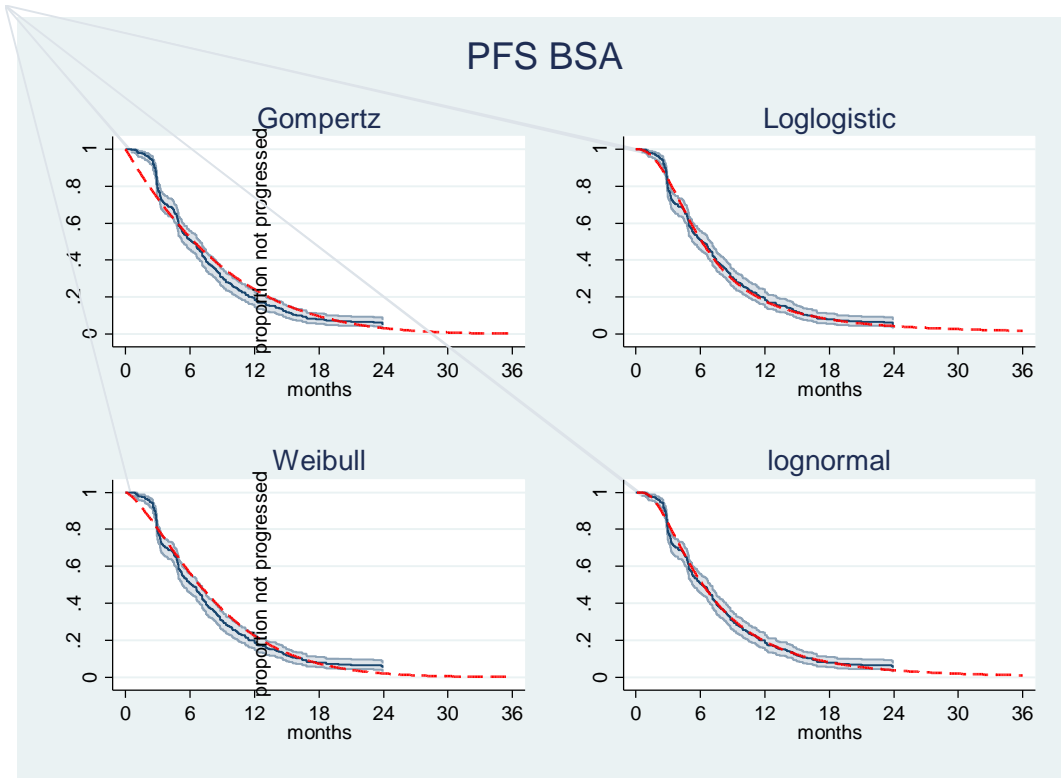 PFS BSA
Gompertz
proportion not progressed
0 .2 .4 .6 .8 1
0 6 12 18 24 30 36
months
Loglogistic
0 .2 .4 .6 .8 1
0 6 12 18 24 30 36
months
Weibull
proportion not progressed
0 .2 .4 .6 .8 1
0 6 12 18 24 30 36
months
lognormal
0 .2 .4 .6 .8 1
0 6 12 18 24 30 36
months